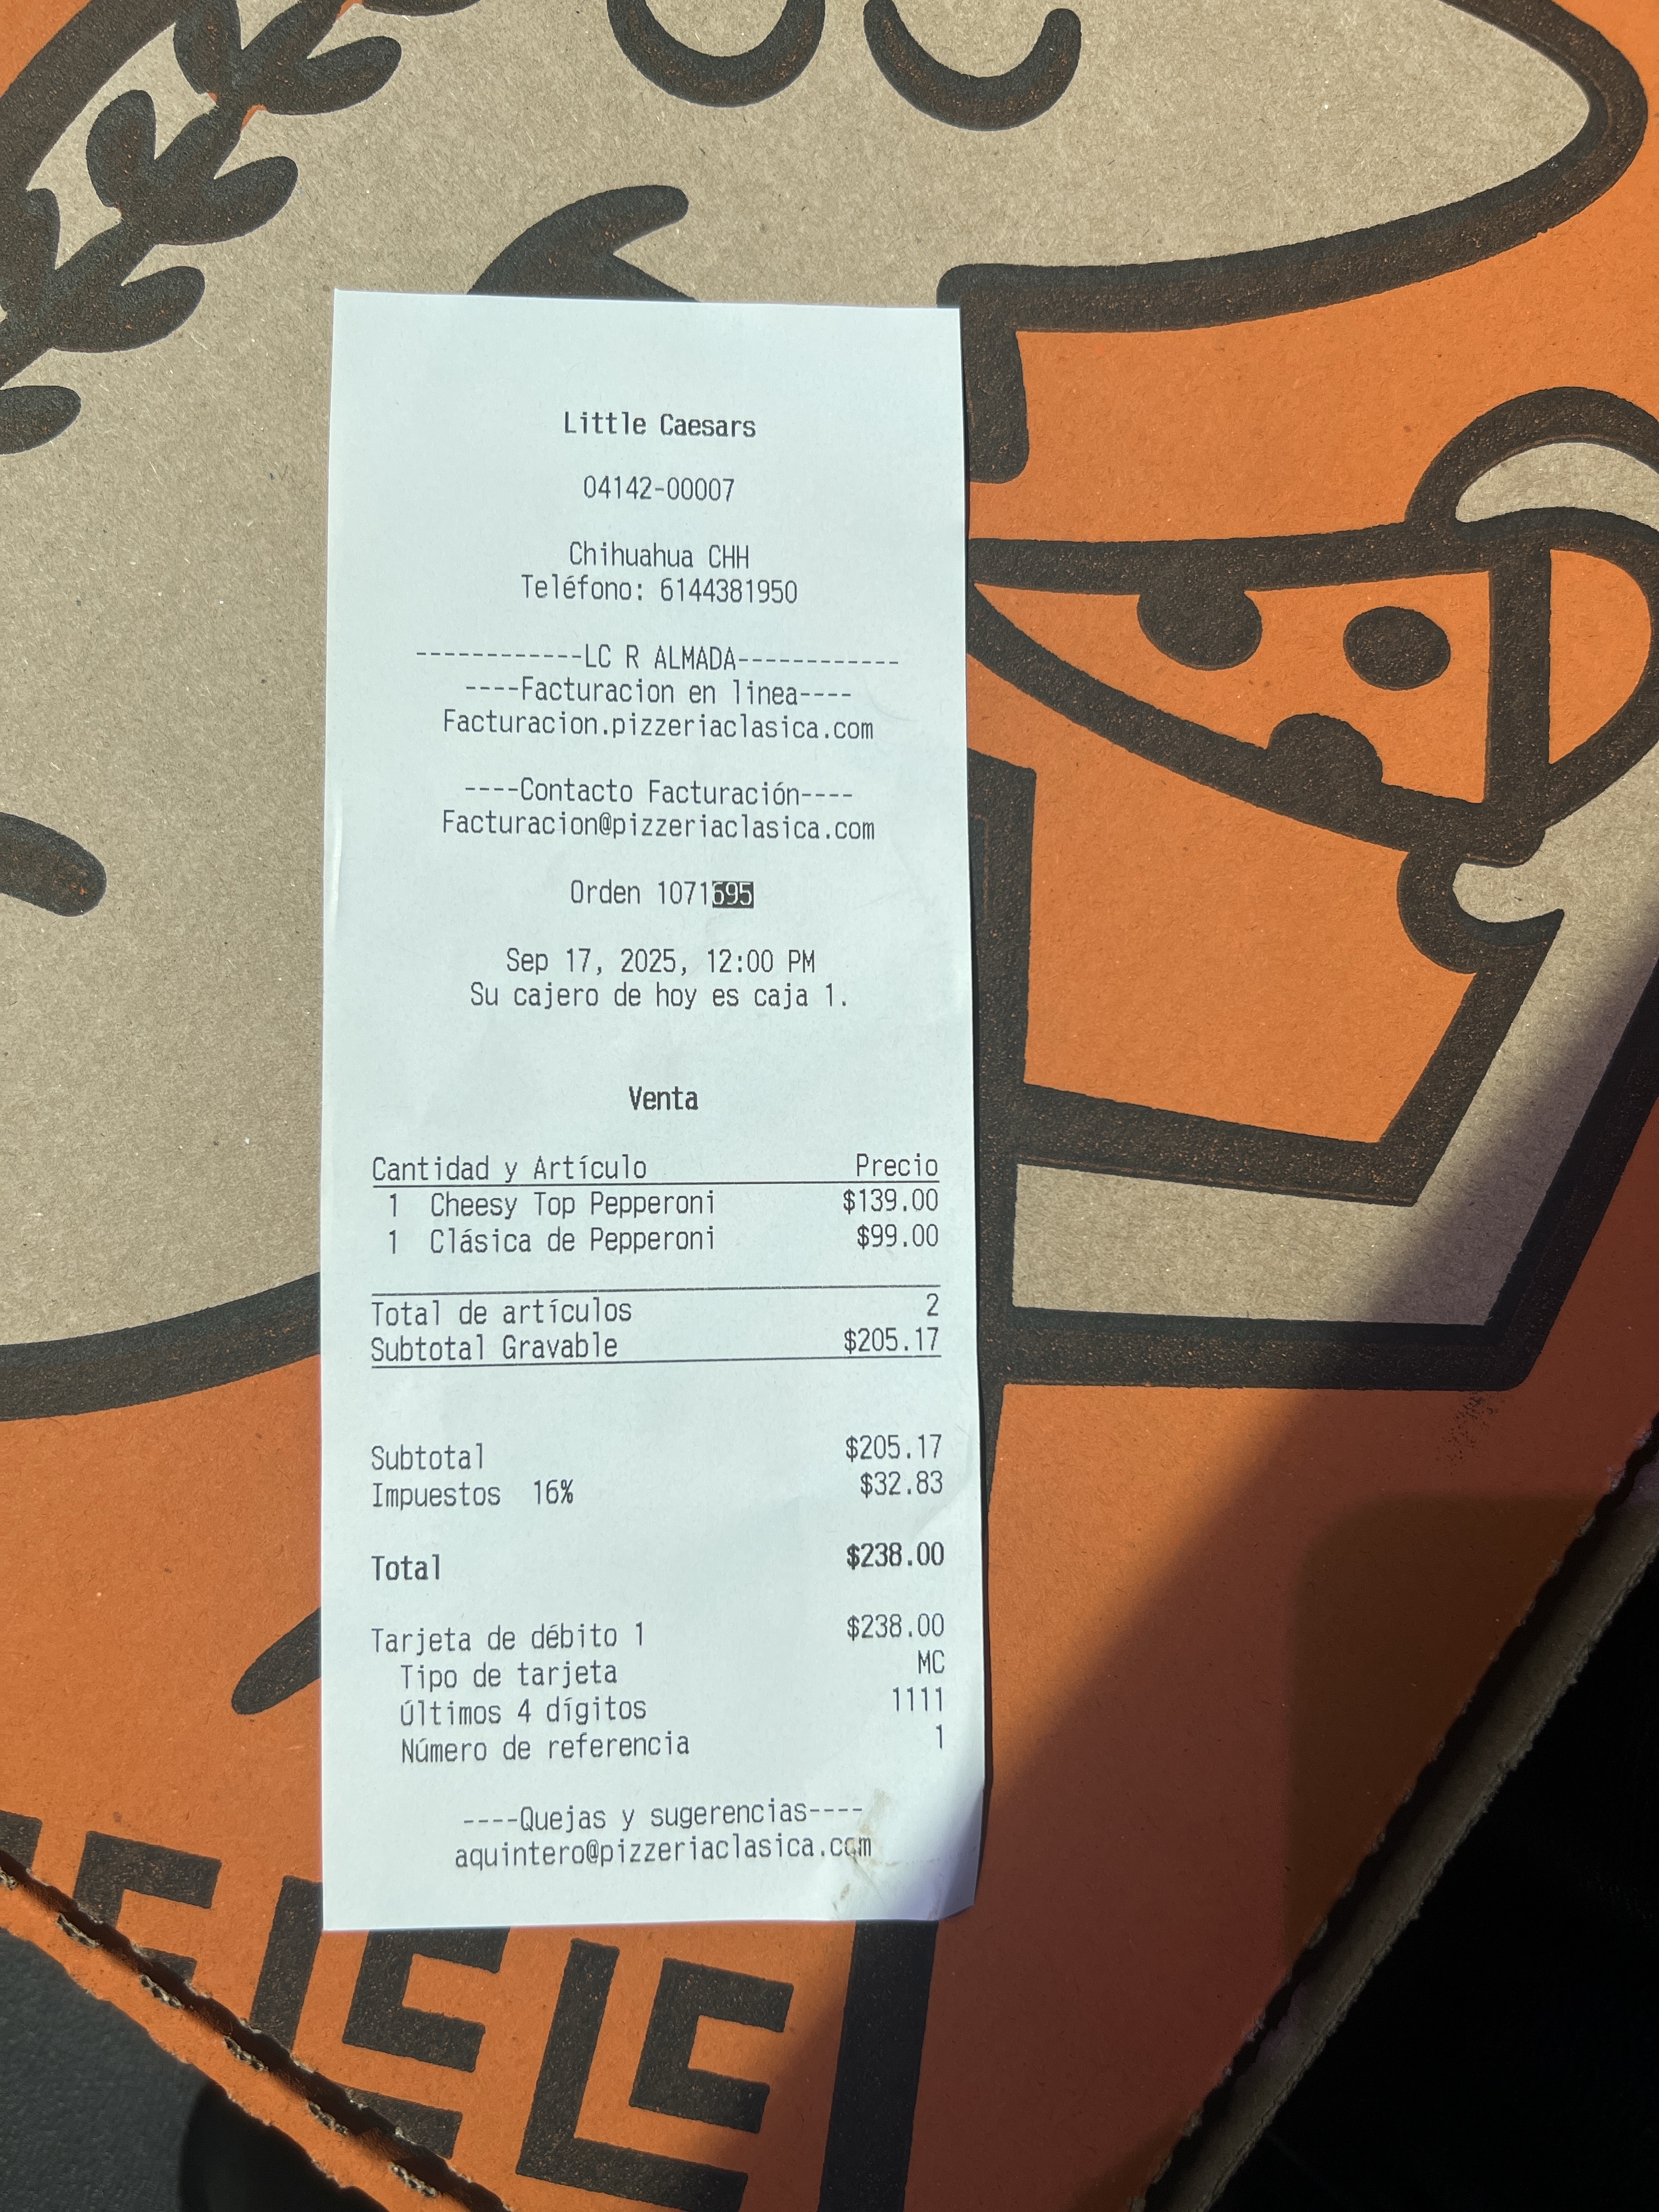 Little Caesars
04142-00007
Chihuahua CHH
Teléfono: 6144381950
------------LC R ALMADA------------
----Facturacion en linea----
Facturacion.pizzeriaclasica.com
----Contacto Facturación----
Facturacion@pizzeriaclasica.com
Orden 1071695
Sep 17, 2025, 12:00 PM
Su cajero de hoy es caja 1.
Venta
Cantidad y Artículo Precio
1 Cheesy Top Pepperoni $139.00
1 Clásica de Pepperoni $99.00
Total de artículos 2
Subtotal Gravable $205.17
Subtotal $205.17
Impuestos 16% $32.83
Total $238.00
Tarjeta de débito 1 $238.00
Tipo de tarjeta MC
Últimos 4 dígitos 1111
Número de referencia 1
----Quejas y sugerencias----
aquintero@pizzeriaclasica.com